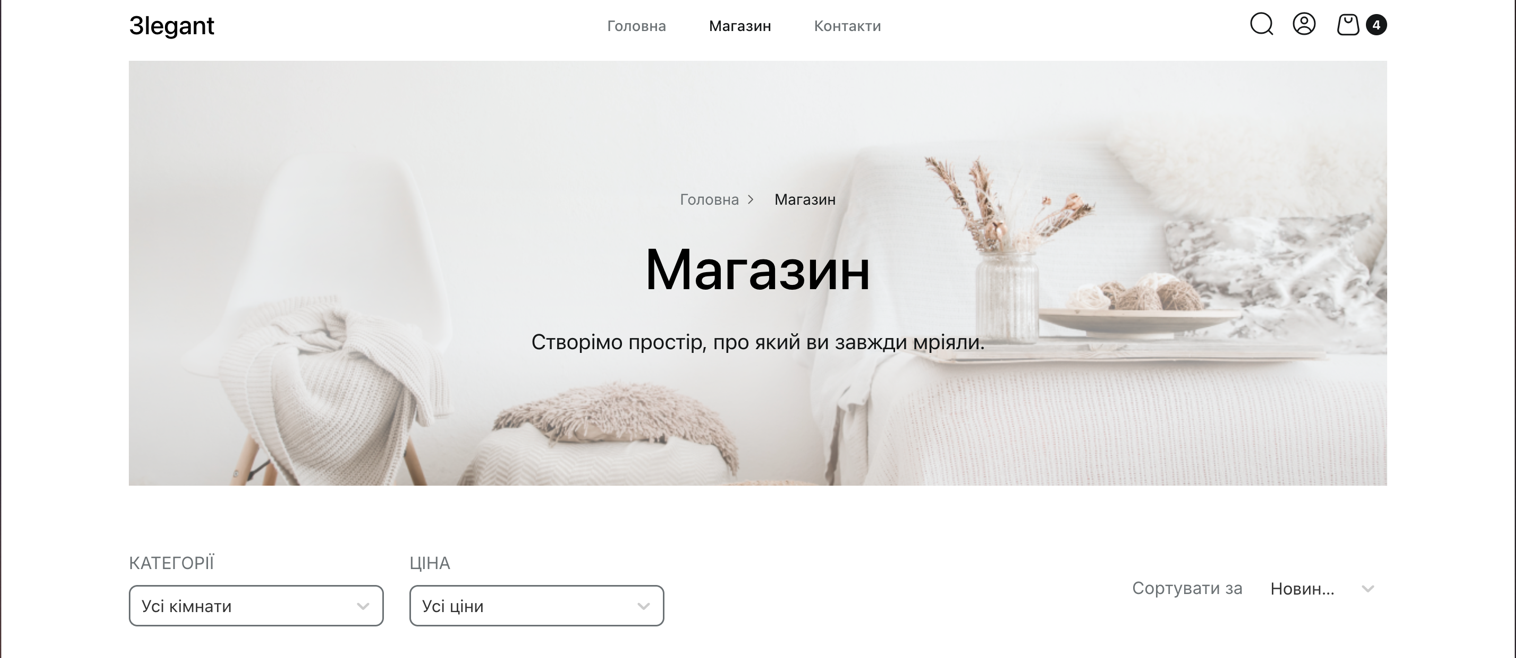 3legant
Головна
Магазин
Контакти
4
Головна
Магазин
Магазин
Створімо простір, про який ви завжди мріяли.
КАТЕГОРІЇ
ЦІНА
Усі кімнати
Усі ціни
Сортувати за
Новин...